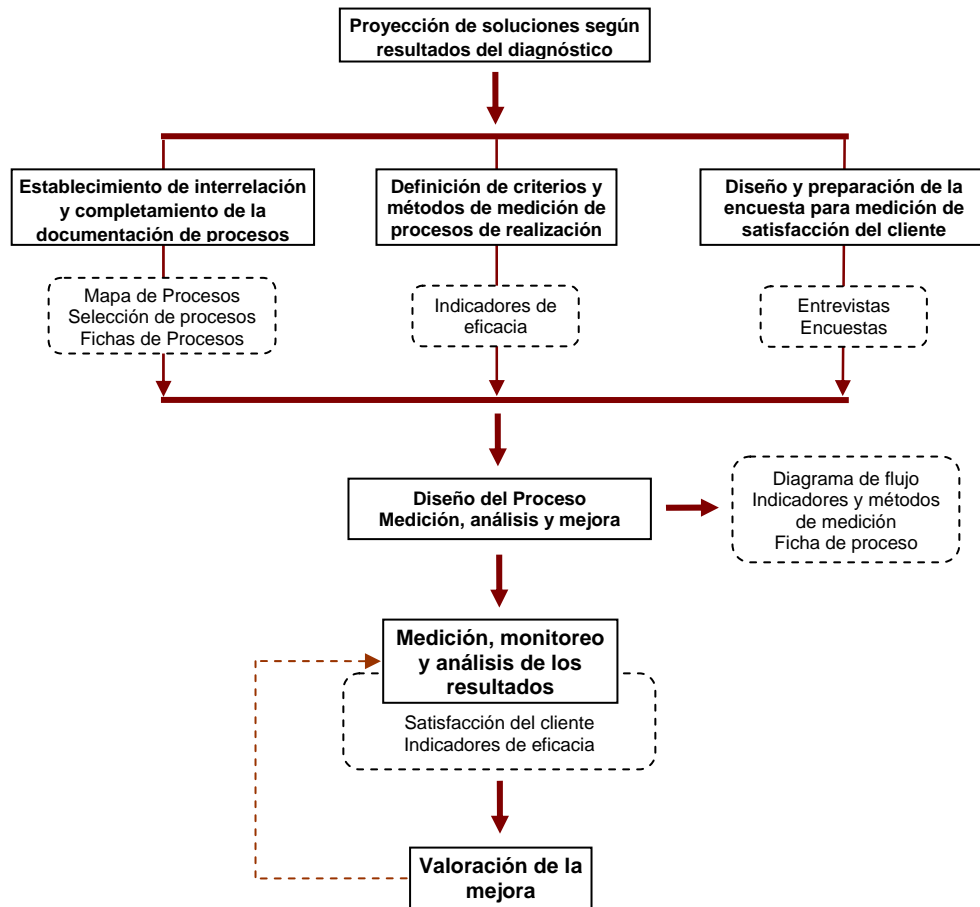 Proyección de soluciones según
resultados del diagnóstico
Establecimiento de interrelación
y completamiento de la
documentación de procesos
Definición de criterios y
métodos de medición de
procesos de realización
Diseño y preparación de la
encuesta para medición de
satisfacción del cliente
Mapa de Procesos
Selección de procesos
Fichas de Procesos
Indicadores de
eficacia
Entrevistas
Encuestas
Diseño del Proceso
Medición, análisis y mejora
Diagrama de flujo
Indicadores y métodos
de medición
Ficha de proceso
Medición, monitoreo
y análisis de los
resultados
Satisfacción del cliente
Indicadores de eficacia
Valoración de la
mejora